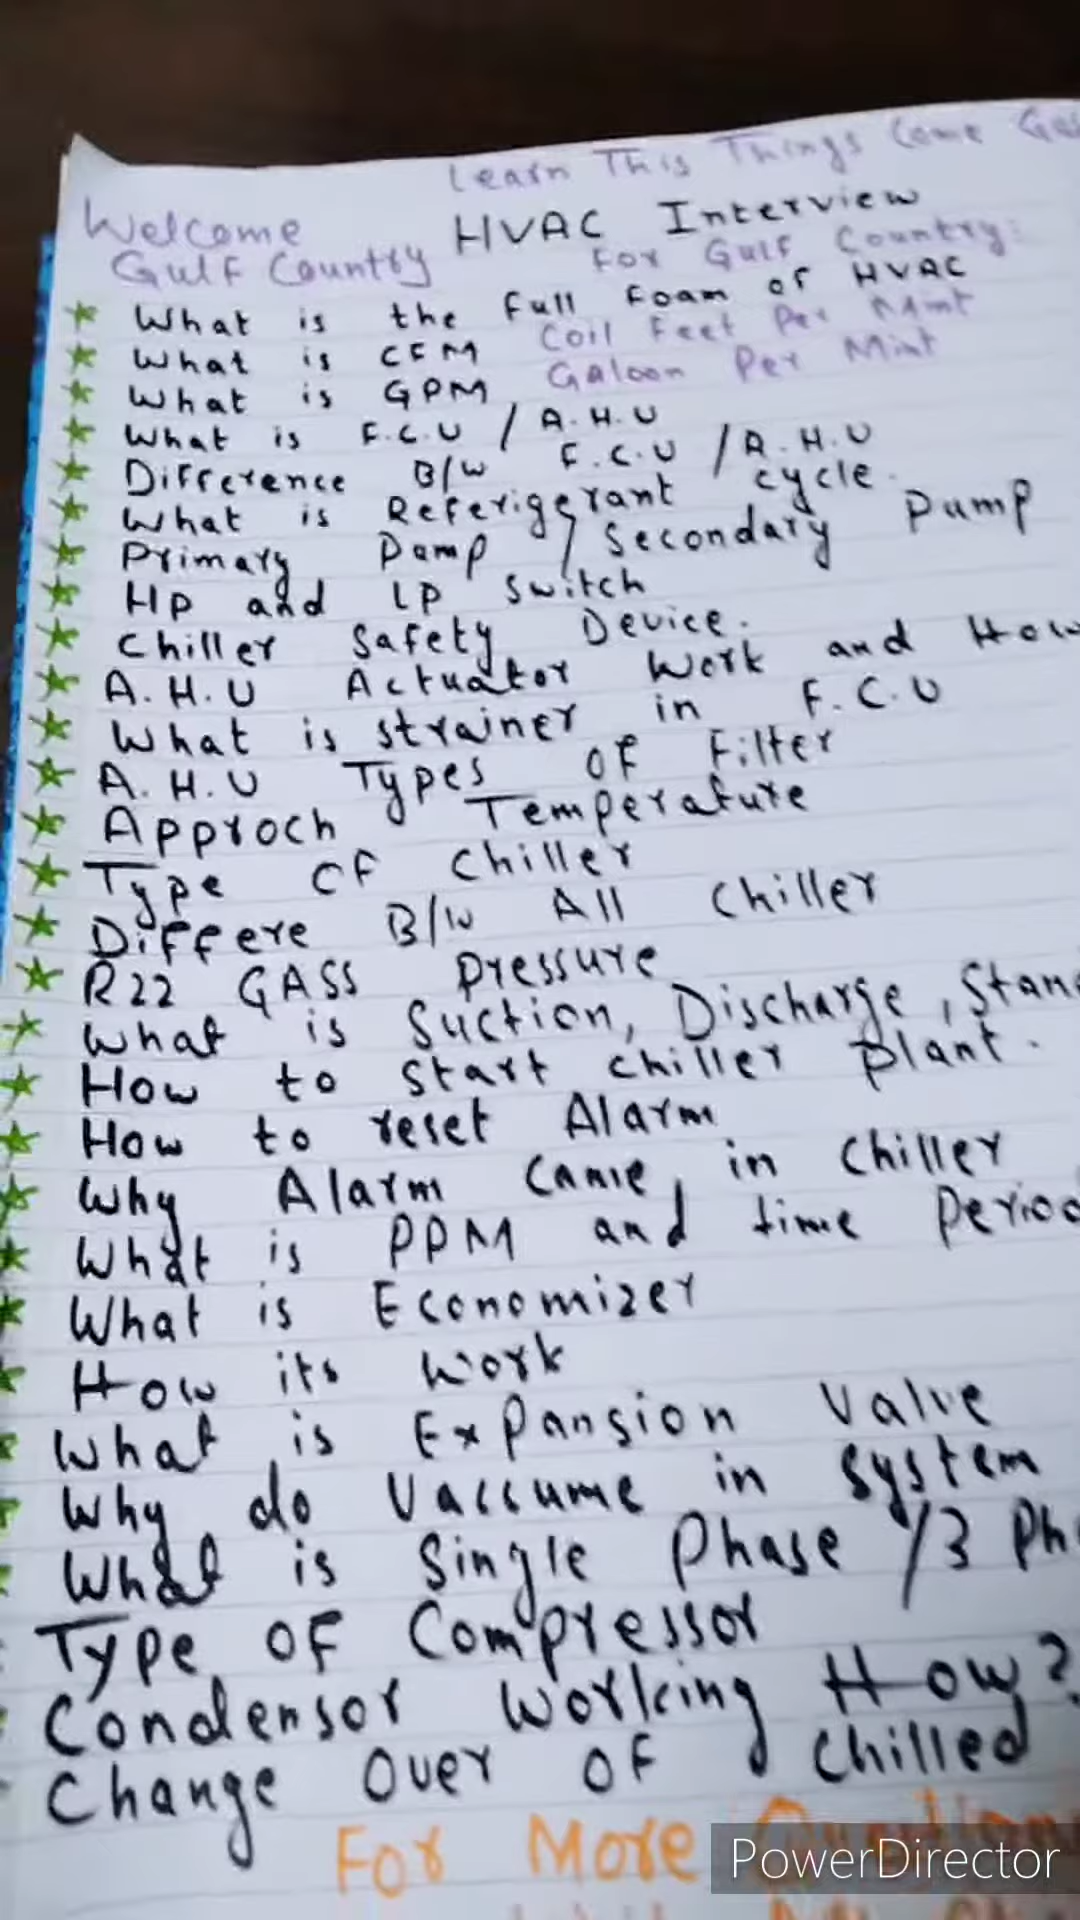 Learn This Things Come
Welcome HVAC Interview
Gulf Country For Gulf Country:
What is the Full Foam of HVAC
What is CFM Coil Feet Per Mint
What is GPM Galoon Per Mint
What is F.C.U / A.H.U
Difference B/w F.C.U / A.H.U
What is Referigerant cycle.
Primary Pump / Secondary Pump
HP and LP Switch
Chiller Safety Device.
A.H.U Actuator Work and How
What is strainer in F.C.U
A.H.U Types OF Filter
Approch Temperature
Type OF Chiller
Differe B/w All Chiller
R22 GASS Pressure
What is Suction, Discharge, Stan
How to Start Chiller Plant.
How to reset Alarm
Why Alarm Came in Chiller
What is PPM and time Period
What is Economizer
How its work
What is Expansion Valve
Why do Vaccume in System
What is Single Phase /3 Ph
Type OF Compressor
Condensor Working How?
Change Over OF Chilled
For More
PowerDirector